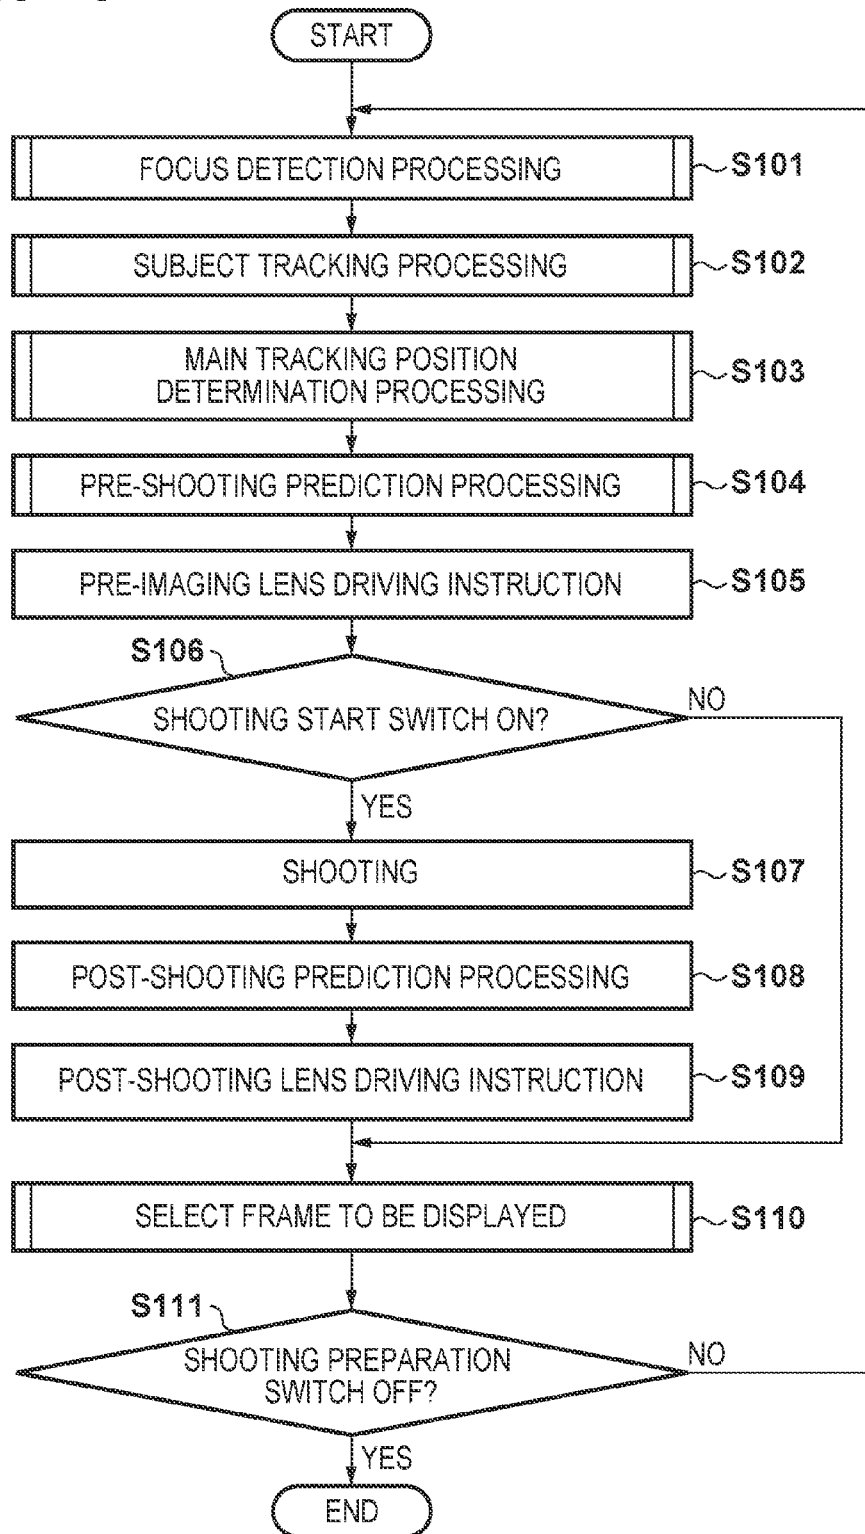 START
FOCUS DETECTION PROCESSING
S101
SUBJECT TRACKING PROCESSING
S102
MAIN TRACKING POSITION
DETERMINATION PROCESSING
S103
PRE-SHOOTING PREDICTION PROCESSING
S104
PRE-IMAGING LENS DRIVING INSTRUCTION
S105
S106
SHOOTING START SWITCH ON?
NO
YES
SHOOTING
S107
POST-SHOOTING PREDICTION PROCESSING
S108
POST-SHOOTING LENS DRIVING INSTRUCTION
S109
SELECT FRAME TO BE DISPLAYED
S110
S111
SHOOTING PREPARATION
SWITCH OFF?
NO
YES
END